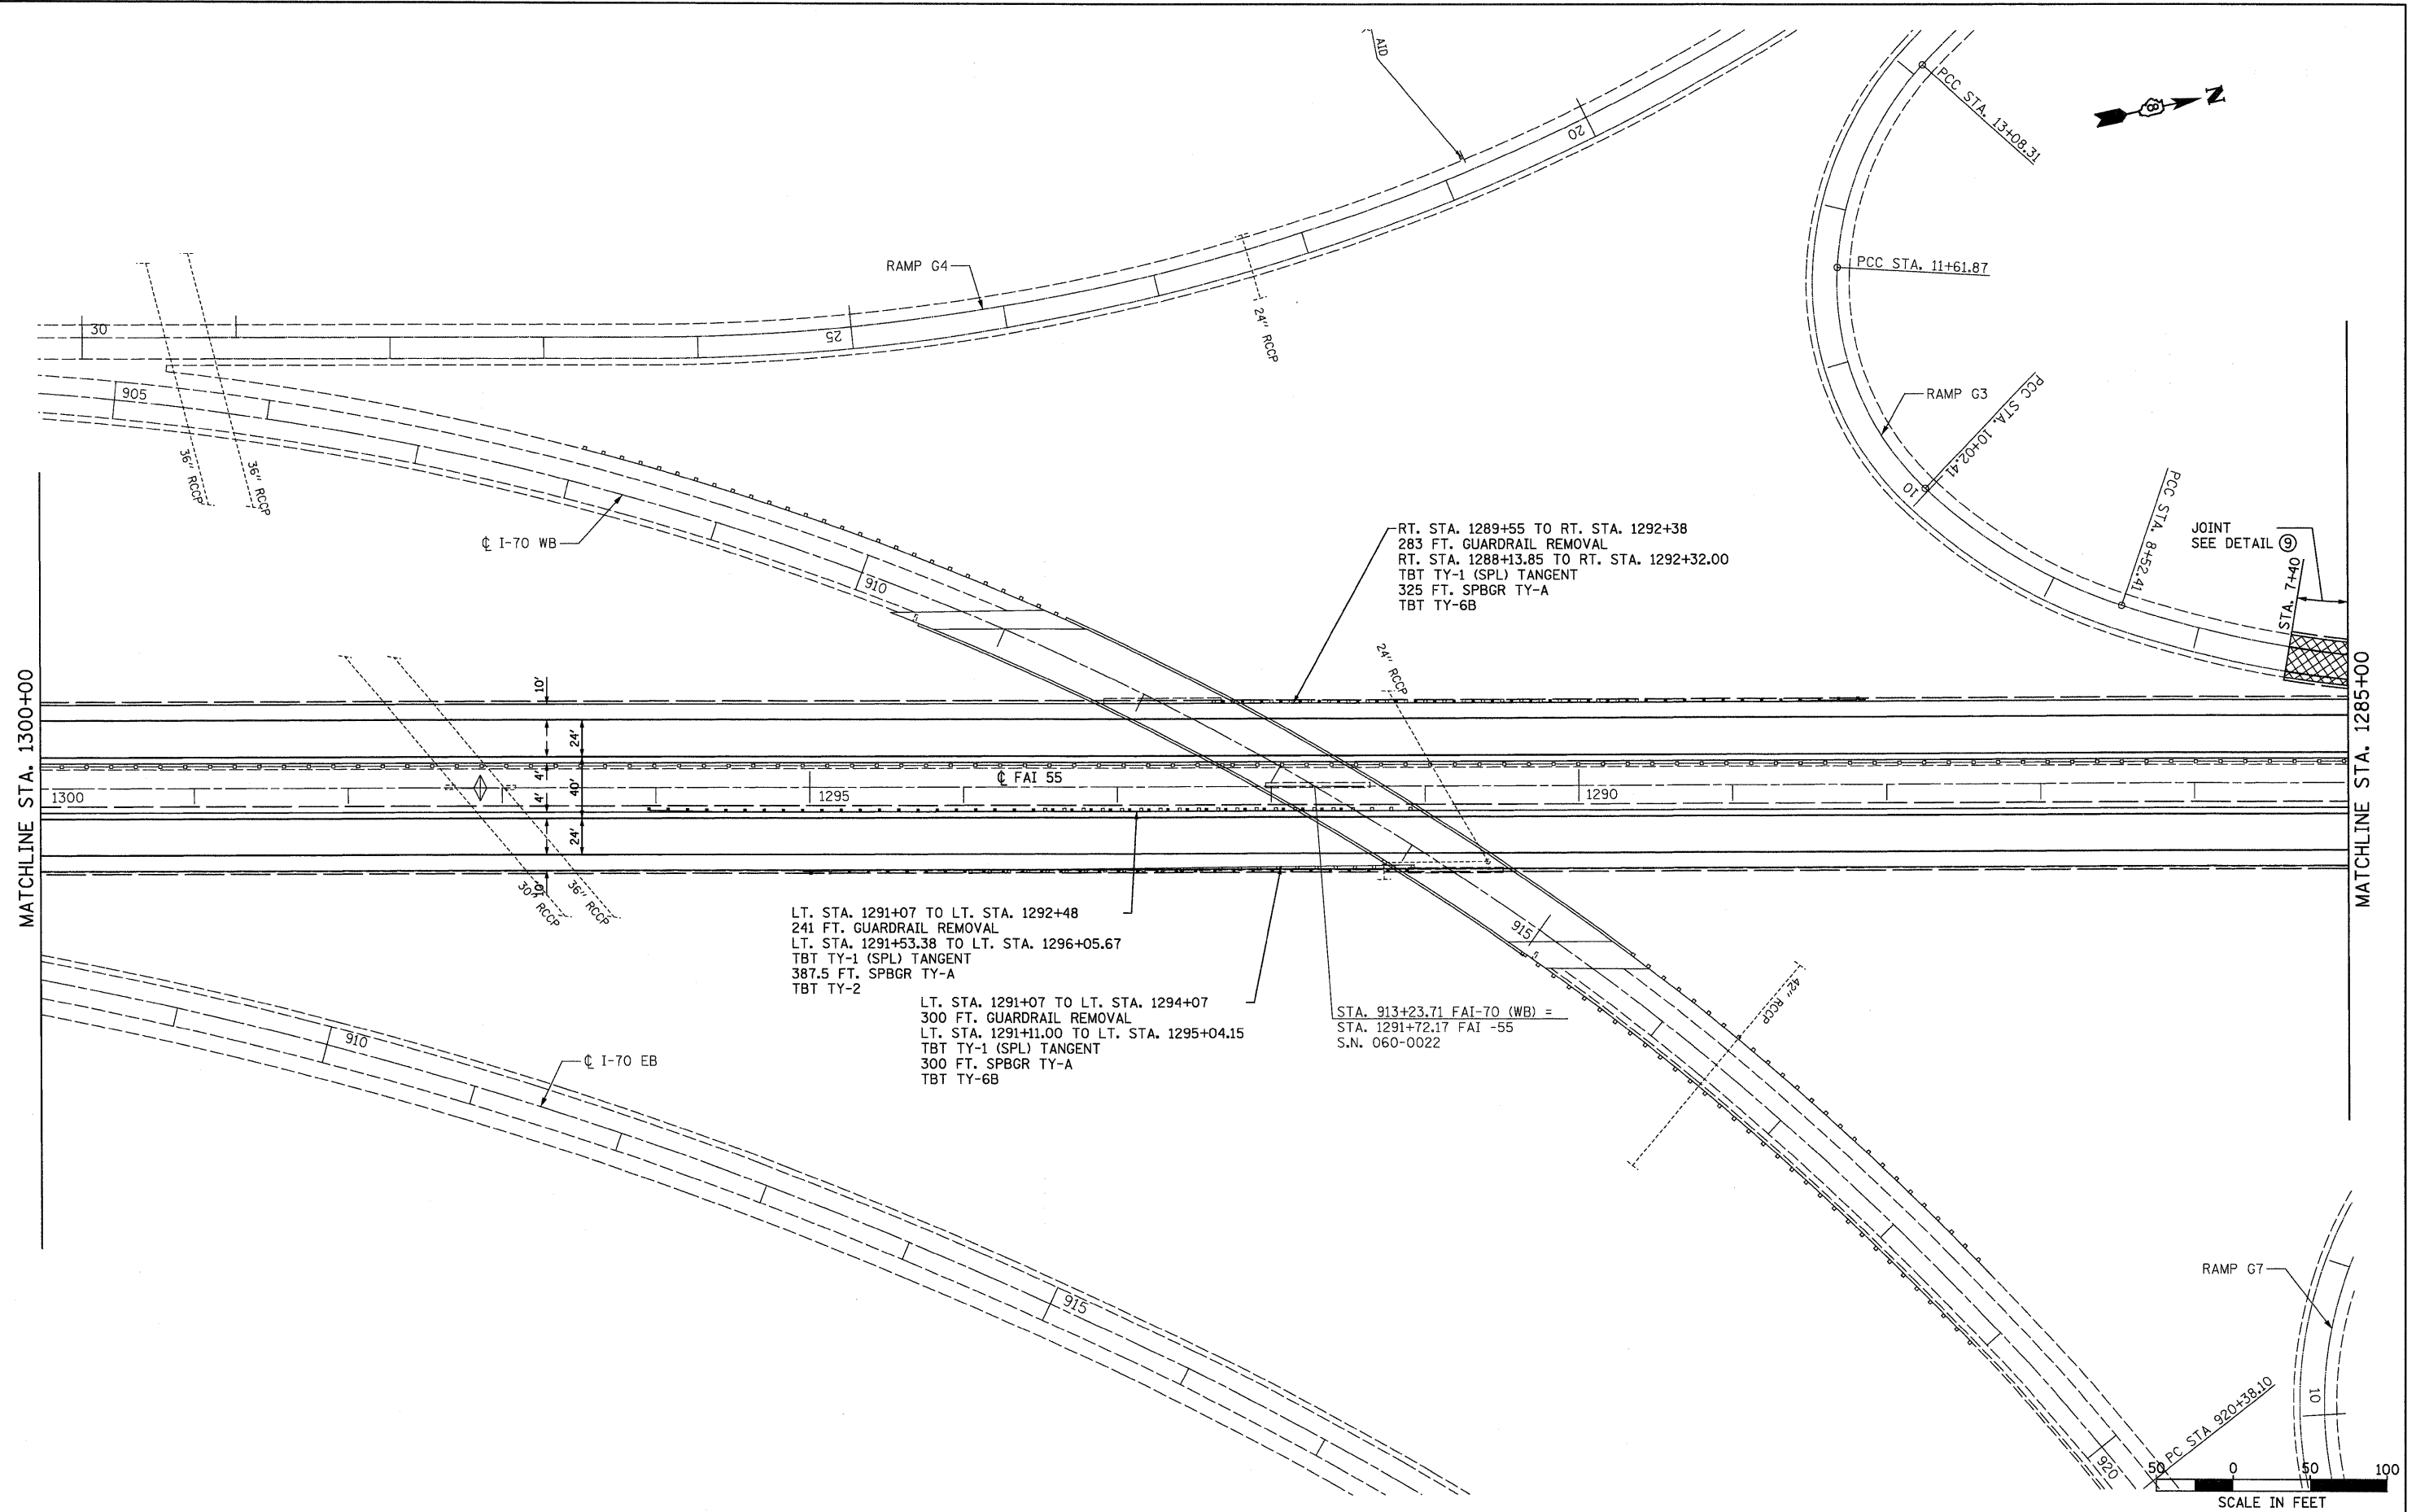 AID
PCC STA. 13+08.31
8
N
20
RAMP G4
PCC STA. 11+61.87
24" RCCP
30
25
905
36" RCCP
36" RCCP
RAMP G3
PCC STA. 10+02.41
10
PCC STA. 8+52.41
JOINT
SEE DETAIL 9
STA. 7+40
℄ I-70 WB
910
RT. STA. 1289+55 TO RT. STA. 1292+38
283 FT. GUARDRAIL REMOVAL
RT. STA. 1288+13.85 TO RT. STA. 1292+32.00
TBT TY-1 (SPL) TANGENT
325 FT. SPBGR TY-A
TBT TY-6B
24" RCCP
MATCHLINE STA. 1300+00
MATCHLINE STA. 1285+00
10'
24'
4'
40'
4'
24'
10'
℄ FAI 55
1300
1295
1290
30" RCCP
36" RCCP
LT. STA. 1291+07 TO LT. STA. 1292+48
241 FT. GUARDRAIL REMOVAL
LT. STA. 1291+53.38 TO LT. STA. 1296+05.67
TBT TY-1 (SPL) TANGENT
387.5 FT. SPBGR TY-A
TBT TY-2
LT. STA. 1291+07 TO LT. STA. 1294+07
300 FT. GUARDRAIL REMOVAL
LT. STA. 1291+11.00 TO LT. STA. 1295+04.15
TBT TY-1 (SPL) TANGENT
300 FT. SPBGR TY-A
TBT TY-6B
STA. 913+23.71 FAI-70 (WB) =
STA. 1291+72.17 FAI -55
S.N. 060-0022
915
42" RCCP
910
℄ I-70 EB
915
RAMP G7
10
PC STA 920+38.10
920
50 0 50 100
SCALE IN FEET